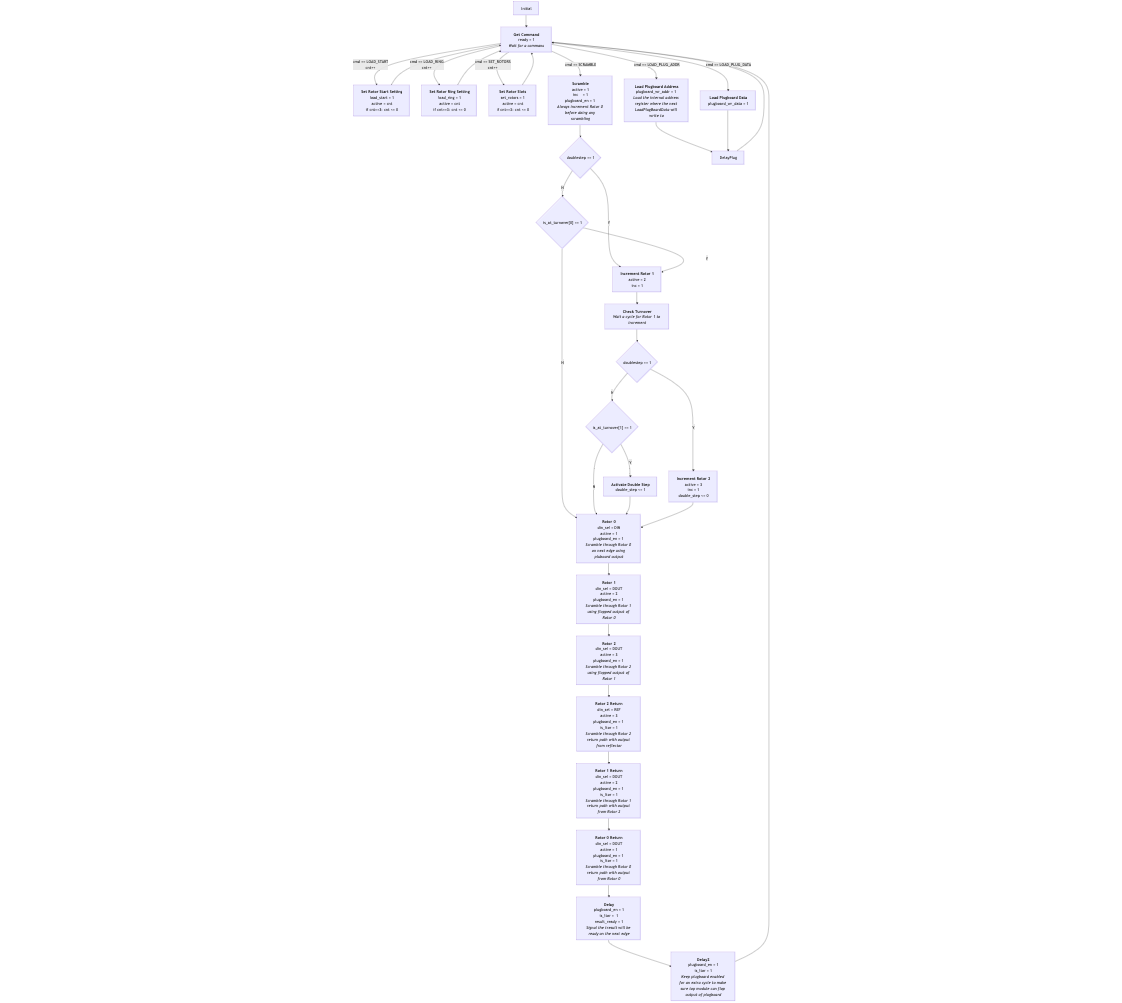 Initial
Get Command
ready = 1
Wait for a command
cmd == LOAD_START
cnt++
cmd == LOAD_RING
cnt++
cmd == SET_ROTORS
cnt++
cmd == SCRAMBLE
cmd == LOAD_PLUG_ADDR
cmd == LOAD_PLUG_DATA
Set Rotor Start Setting
load_start = 1
active = cnt
if cnt==3: cnt <= 0
Set Rotor Ring Setting
load_ring = 1
active = cnt
if cnt==3: cnt <= 0
Set Rotor Slots
set_rotors = 1
active = cnt
if cnt==3: cnt <= 0
Scramble
active = 1
inc = 1
plugboard_en = 1
Always increment Rotor 0
before doing any
scrambling
Load Plugboard Address
plugboard_wr_addr = 1
Load the internal address
register where the next
LoadPlugBoardData will
write to
Load Plugboard Data
plugboard_wr_data = 1
DelayPlug
doublestep == 1
N
Y
is_at_turnover[0] == 1
Y
N
Increment Rotor 1
active = 2
inc = 1
Check Turnover
Wait a cycle for Rotor 1 to
increment
doublestep == 1
N
Y
is_at_turnover[1] == 1
N
Y
Activate Double Step
double_step <= 1
Increment Rotor 2
active = 3
inc = 1
double_step <= 0
Rotor 0
din_sel = DIN
active = 1
plugboard_en = 1
Scramble through Rotor 0
on next edge using
plubord output
Rotor 1
din_sel = DOUT
active = 2
plugboard_en = 1
Scramble through Rotor 1
using flopped output of
Rotor 0
Rotor 2
din_sel = DOUT
active = 3
plugboard_en = 1
Scramble through Rotor 2
using flopped output of
Rotor 1
Rotor 2 Return
din_sel = REF
active = 3
plugboard_en = 1
is_ltor = 1
Scramble through Rotor 2
return path with output
from reflector
Rotor 1 Return
din_sel = DOUT
active = 2
plugboard_en = 1
is_ltor = 1
Scramble through Rotor 1
return path with output
from Rotor 2
Rotor 0 Return
din_sel = DOUT
active = 1
plugboard_en = 1
is_ltor = 1
Scramble through Rotor 0
return path with output
from Rotor 0
Delay
plugboard_en = 1
is_ltor = 1
result_ready = 1
Signal the result will be
ready on the next edge
Delay2
plugboard_en = 1
is_ltor = 1
Keep plugboard enabled
for an extra cycle to make
sure top module can flop
output of plugboard